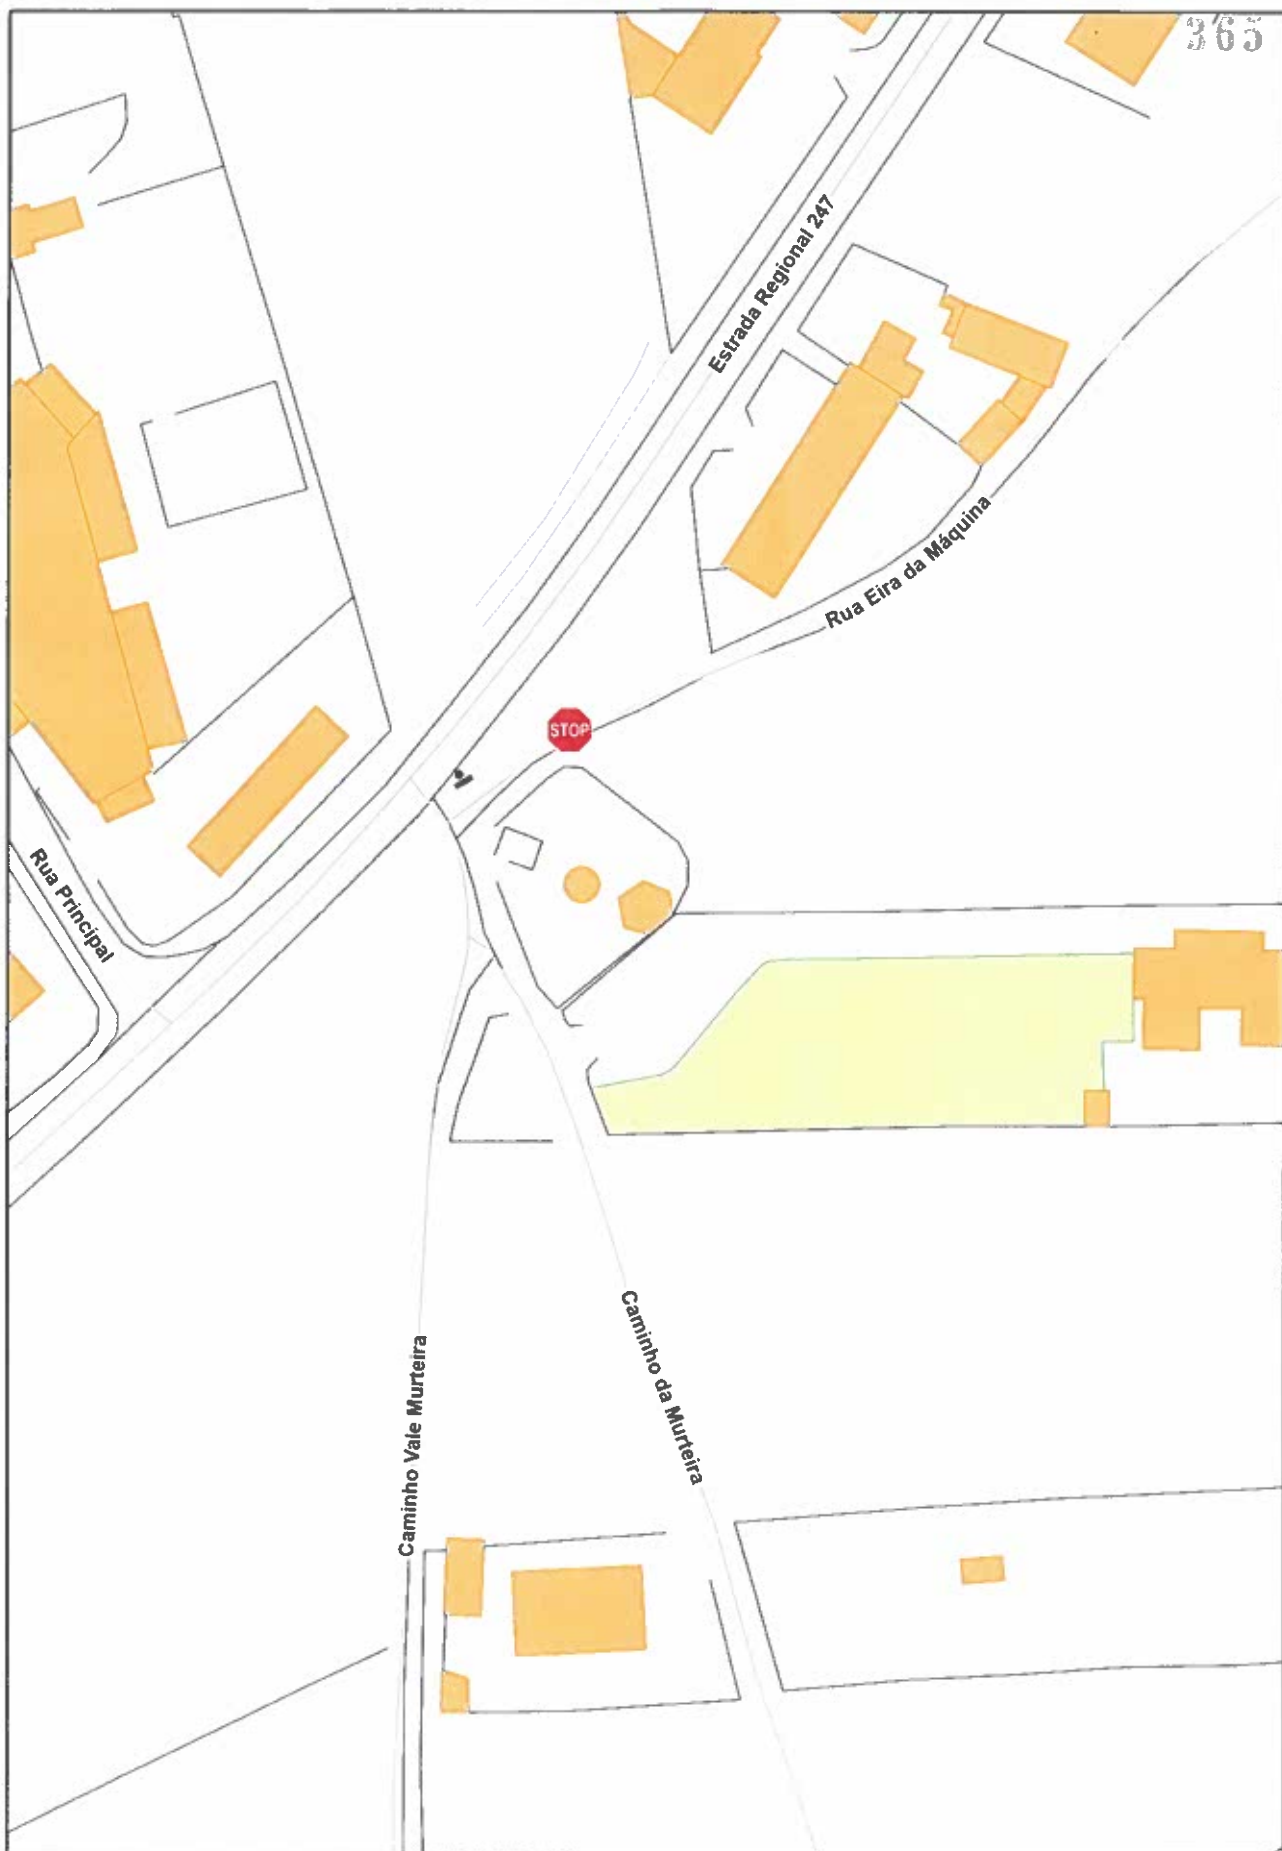 365
Estrada Regional 247
Rua Eira da Máquina
STOP
Rua Principal
Caminho da Murteira
Caminho Vale Murteira